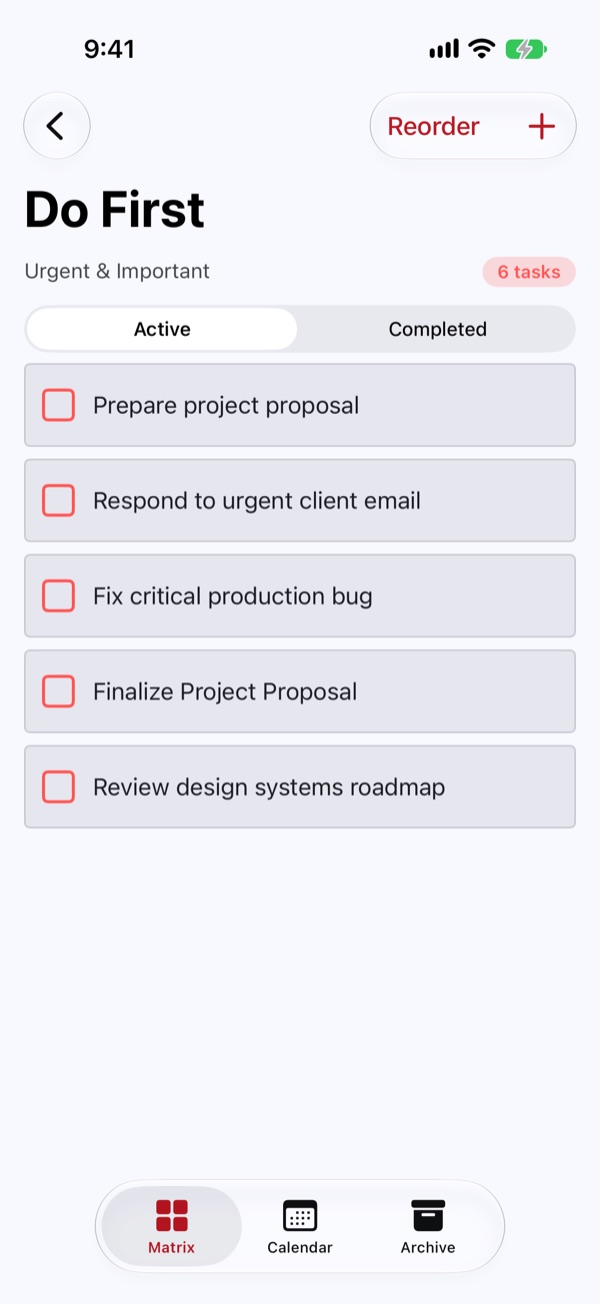 9:41
Reorder
Do First
Urgent & Important
6 tasks
Active
Completed
Prepare project proposal
Respond to urgent client email
Fix critical production bug
Finalize Project Proposal
Review design systems roadmap
Matrix
Calendar
Archive